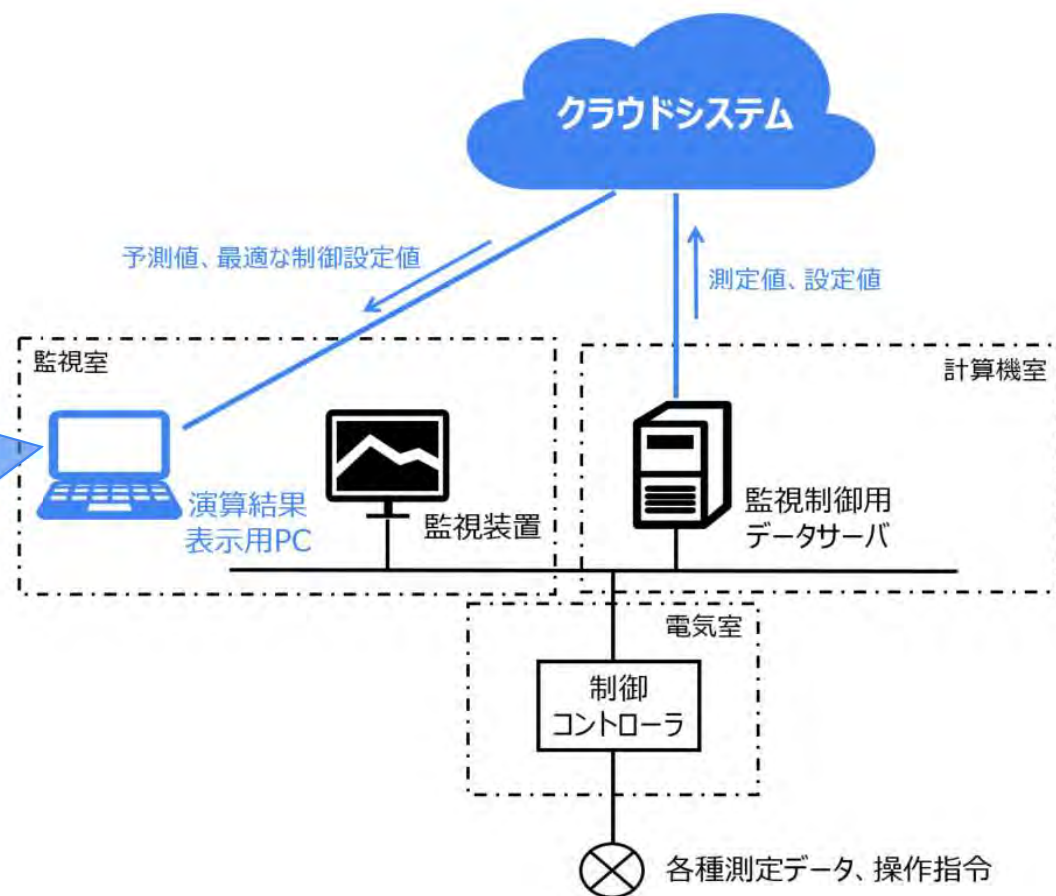 クラウドシステム
予測値、最適な制御設定値
測定値、設定値
監視室
計算機室
演算結果
表示用PC
監視装置
監視制御用
データサーバ
電気室
制御
コントローラ
各種測定データ、操作指令